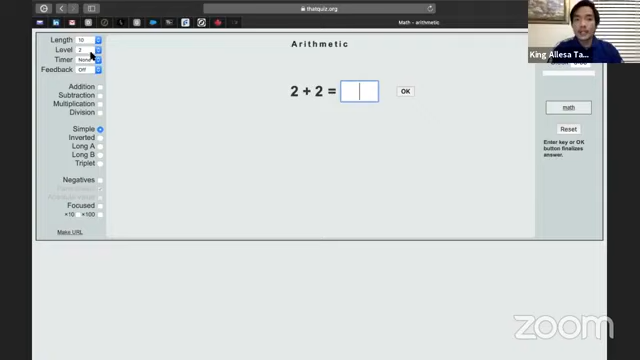 thatquiz.org
Math - arithmetic
Length 10
Level 2
Timer None
Feedback Off
Addition
Subtraction
Multiplication
Division
Simple
Inverted
Long A
Long B
Triplet
Negatives
Focused
×10 ×100
Make URL
Arithmetic
2 + 2 =
OK
King Allesa Ta...
math
Reset
Enter key or OK
button finalizes
answer.
zoom